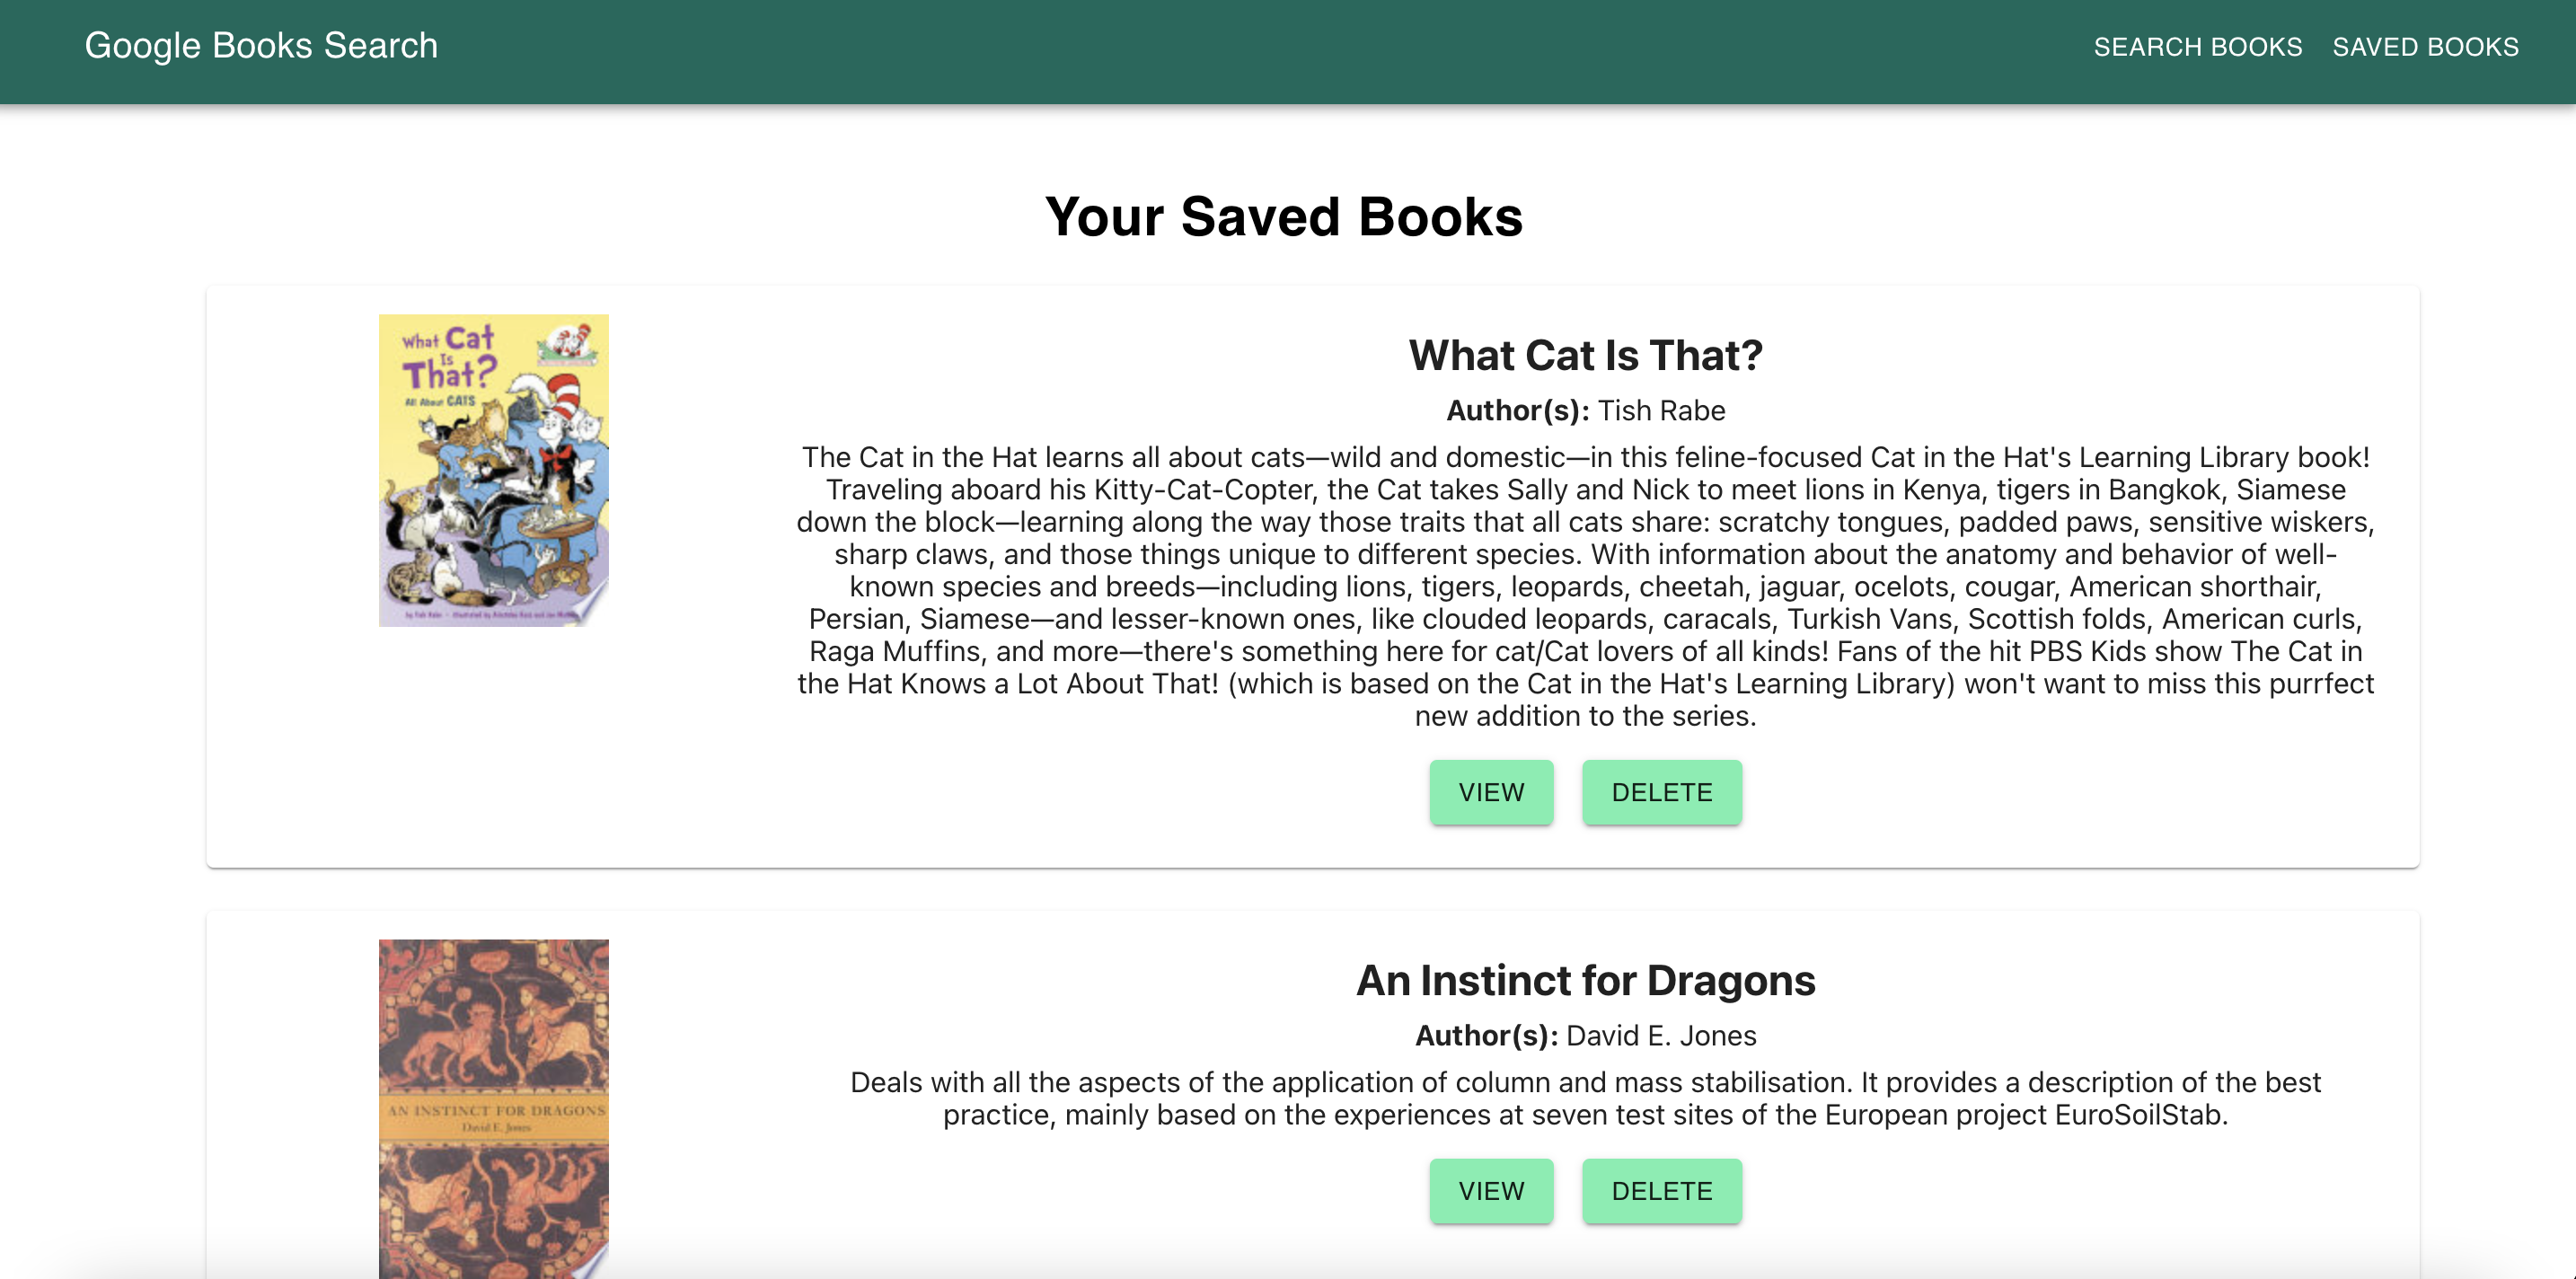 Google Books Search
SEARCH BOOKS SAVED BOOKS
Your Saved Books
What Cat
Is
That?
All About CATS
What Cat Is That?
Author(s): Tish Rabe
The Cat in the Hat learns all about cats—wild and domestic—in this feline-focused Cat in the Hat's Learning Library book!
Traveling aboard his Kitty-Cat-Copter, the Cat takes Sally and Nick to meet lions in Kenya, tigers in Bangkok, Siamese
down the block—learning along the way those traits that all cats share: scratchy tongues, padded paws, sensitive wiskers,
sharp claws, and those things unique to different species. With information about the anatomy and behavior of well-
known species and breeds—including lions, tigers, leopards, cheetah, jaguar, ocelots, cougar, American shorthair,
Persian, Siamese—and lesser-known ones, like clouded leopards, caracals, Turkish Vans, Scottish folds, American curls,
Raga Muffins, and more—there's something here for cat/Cat lovers of all kinds! Fans of the hit PBS Kids show The Cat in
the Hat Knows a Lot About That! (which is based on the Cat in the Hat's Learning Library) won't want to miss this purrfect
new addition to the series.
VIEW DELETE
AN INSTINCT FOR DRAGONS
David E. Jones
An Instinct for Dragons
Author(s): David E. Jones
Deals with all the aspects of the application of column and mass stabilisation. It provides a description of the best
practice, mainly based on the experiences at seven test sites of the European project EuroSoilStab.
VIEW DELETE